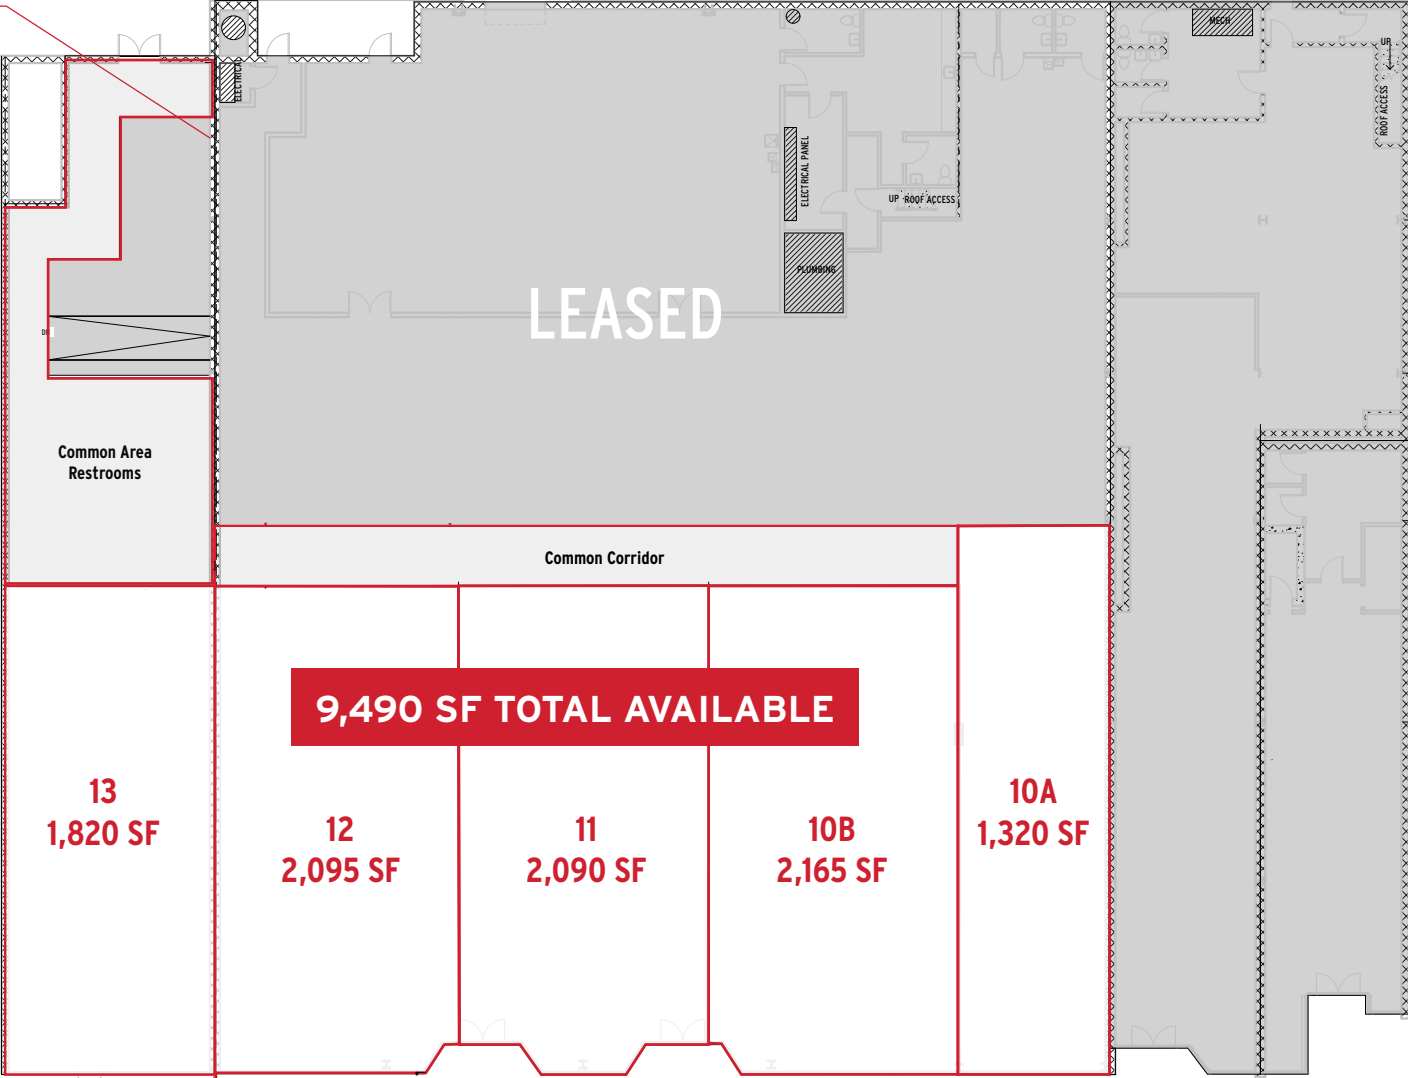 MECH
UP
ROOF ACCESS
ELECTRICAL
ELECTRICAL PANEL
UP ROOF ACCESS
PLUMBING
LEASED
DN
Common Area
Restrooms
Common Corridor
9,490 SF TOTAL AVAILABLE
13
1,820 SF
12
2,095 SF
11
2,090 SF
10B
2,165 SF
10A
1,320 SF